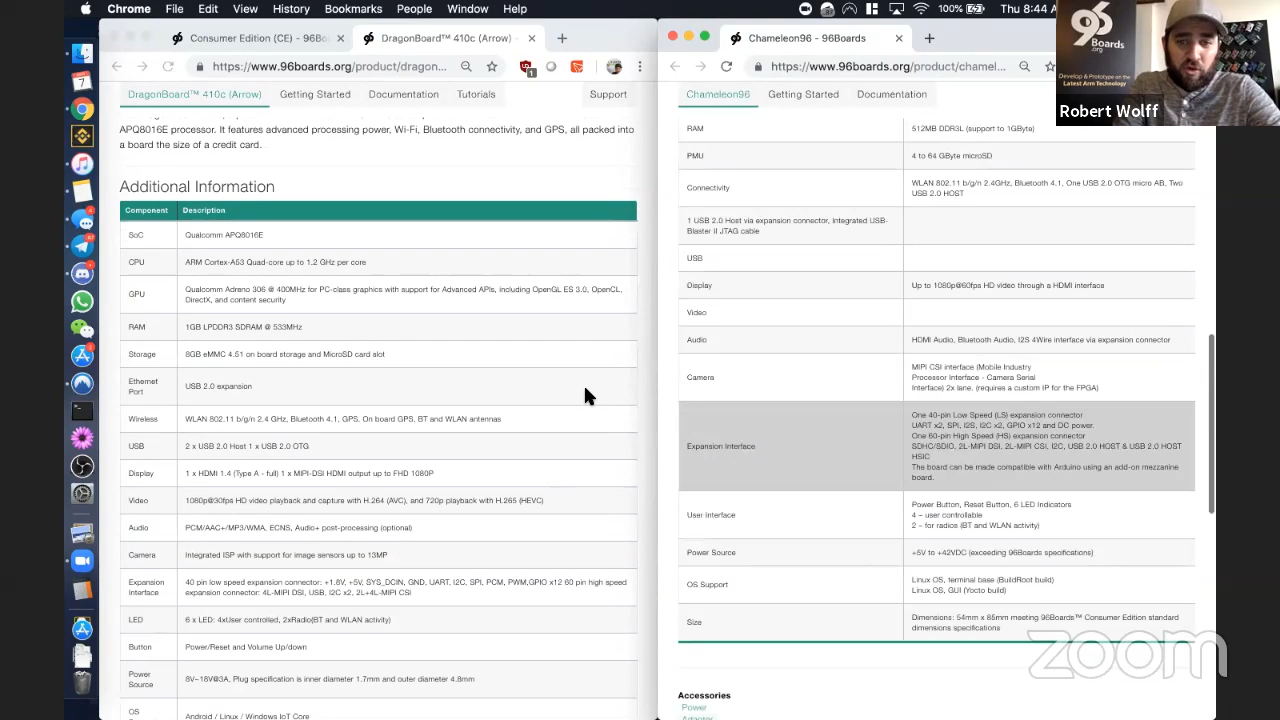 Chrome File Edit View History Bookmarks People Window Help
100% Thu 8:44 A
96
Boards
.org
Develop & Prototype on the
Latest Arm Technology
Robert Wolff
Consumer Edition (CE) - 96Bo
DragonBoard™ 410c (Arrow) -
https://www.96boards.org/product/dragon...
DragonBoard™ 410c (Arrow)
Getting Started
Documentation
Tutorials
Support
APQ8016E processor. It features advanced processing power, Wi-Fi, Bluetooth connectivity, and GPS, all packed into
a board the size of a credit card.
Additional Information
Component Description
SoC Qualcomm APQ8016E
CPU ARM Cortex-A53 Quad-core up to 1.2 GHz per core
GPU Qualcomm Adreno 306 @ 400MHz for PC-class graphics with support for Advanced APIs, including OpenGL ES 3.0, OpenCL,
DirectX, and content security
RAM 1GB LPDDR3 SDRAM @ 533MHz
Storage 8GB eMMC 4.51 on board storage and MicroSD card slot
Ethernet
Port
USB 2.0 expansion
Wireless WLAN 802.11 b/g/n 2.4 GHz, Bluetooth 4.1, GPS, On board GPS, BT and WLAN antennas
USB 2 x USB 2.0 Host 1 x USB 2.0 OTG
Display 1 x HDMI 1.4 (Type A - full) 1 x MIPI-DSI HDMI output up to FHD 1080P
Video 1080p@30fps HD video playback and capture with H.264 (AVC), and 720p playback with H.265 (HEVC)
Audio PCM/AAC+/MP3/WMA, ECNS, Audio+ post-processing (optional)
Camera Integrated ISP with support for image sensors up to 13MP
Expansion
Interface
40 pin low speed expansion connector: +1.8V, +5V, SYS_DCIN, GND, UART, I2C, SPI, PCM, PWM,GPIO x12 60 pin high speed
expansion connector: 4L-MIPI DSI, USB, I2C x2, 2L+4L-MIPI CSI
LED 6 x LED: 4xUser controlled, 2xRadio(BT and WLAN activity)
Button Power/Reset and Volume Up/down
Power
Source
8V~18V@3A, Plug specification is inner diameter 1.7mm and outer diameter 4.8mm
OS
Android / Linux / Windows IoT Core
Chameleon96 - 96Boards
https://www.96boards.org/product/chamel...
Chameleon96
Getting Started
Documentation
RAM 512MB DDR3L (support to 1GByte)
PMU 4 to 64 GByte microSD
Connectivity WLAN 802.11 b/g/n 2.4GHz, Bluetooth 4.1, One USB 2.0 OTG micro AB, Two
USB 2.0 HOST
1 USB 2.0 Host via expansion connector, Integrated USB-
Blaster II JTAG cable
USB
Display Up to 1080p@60fps HD video through a HDMI interface
Video
Audio HDMI Audio, Bluetooth Audio, I2S 4Wire interface via expansion connector
Camera
MIPI CSI interface (Mobile Industry
Processor Interface - Camera Serial
Interface) 2x lane. (requires a custom IP for the FPGA)
Expansion Interface
One 40-pin Low Speed (LS) expansion connector
UART x2, SPI, I2S, I2C x2, GPIO x12 and DC power.
One 60-pin High Speed (HS) expansion connector
SDHC/SDIO, 2L-MIPI DSI, 2L-MIPI CSI, I2C, USB 2.0 HOST & USB 2.0 HOST
HSIC
The board can be made compatible with Arduino using an add-on mezzanine
board.
User Interface
Power Button, Reset Button, 6 LED Indicators
4 – user controllable
2 – for radios (BT and WLAN activity)
Power Source +5V to +42VDC (exceeding 96Boards specifications)
OS Support
Linux OS, terminal base (BuildRoot build)
Linux OS, GUI (Yocto build)
Size Dimensions: 54mm x 85mm meeting 96Boards™ Consumer Edition standard
dimensions specifications
Accessories
Power
Adapter
zoom